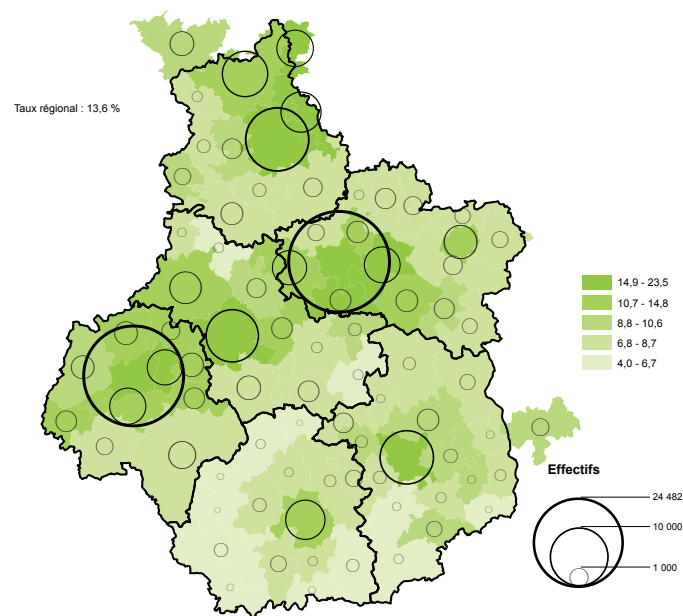 Taux régional : 13,6 %
14,9 - 23,5
10,7 - 14,8
8,8 - 10,6
6,8 - 8,7
4,0 - 6,7
Effectifs
24 482
10 000
1 000